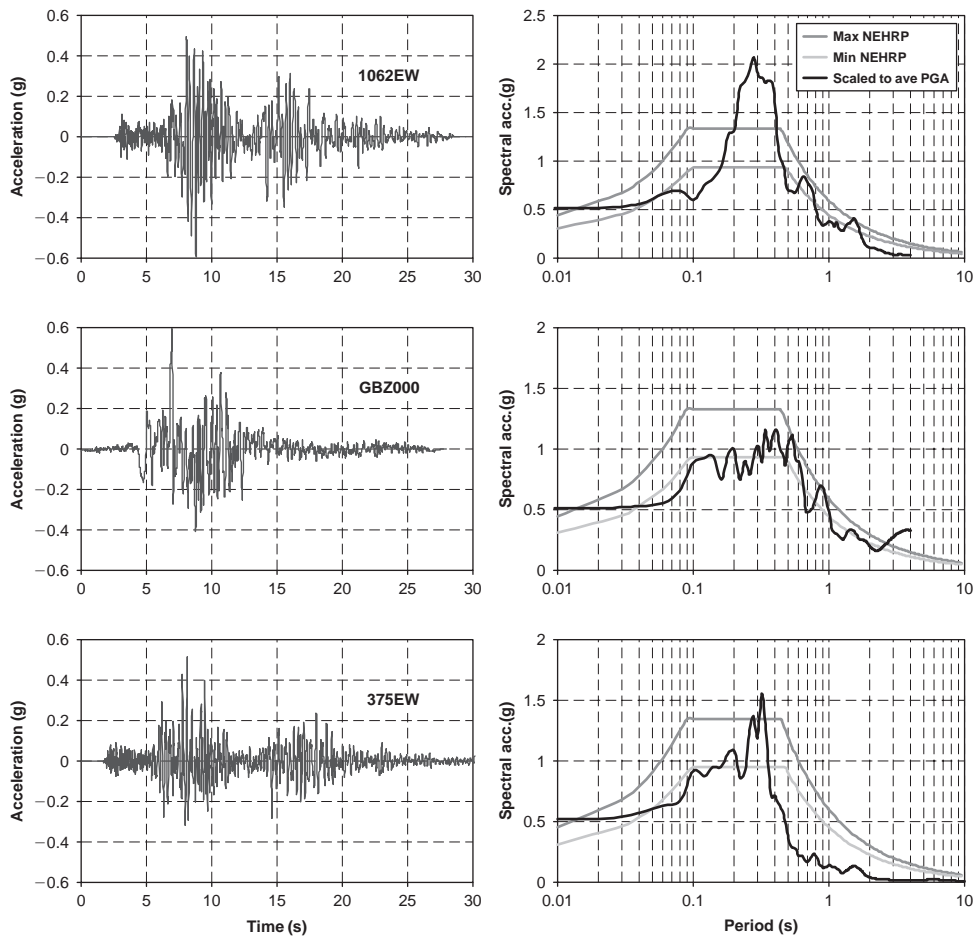 0.6
0.4
0.2
0
−0.2
−0.4
−0.6
Acceleration (g)
1062EW
0 5 10 15 20 25 30
2.5
2
1.5
1
0.5
0
Spectral acc.(g)
Max NEHRP
Min NEHRP
Scaled to ave PGA
0.01 0.1 1 10
0.6
0.4
0.2
0
−0.2
−0.4
−0.6
Acceleration (g)
GBZ000
0 5 10 15 20 25 30
2
1.5
1
0.5
0
Spectral acc.(g)
0.01 0.1 1 10
0.6
0.4
0.2
0
−0.2
−0.4
−0.6
Acceleration (g)
375EW
0 5 10 15 20 25 30
Time (s)
2
1.5
1
0.5
0
Spectral acc.(g)
0.01 0.1 1 10
Period (s)